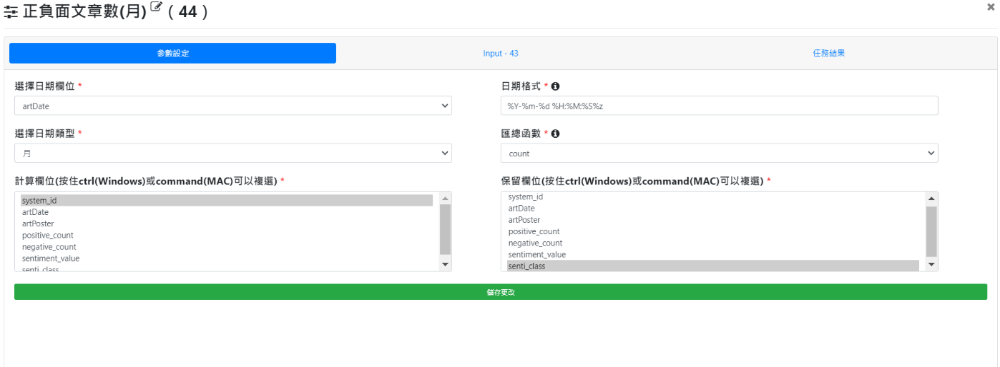 正負面文章數(月) ( 44 )
參數設定
Input - 43
任務結果
選擇日期欄位 *
日期格式 *
artDate
%Y-%m-%d %H:%M:%S%z
選擇日期類型 *
匯總函數 *
月
count
計算欄位(按住ctrl(Windows)或command(MAC)可以複選) *
system_id
artDate
artPoster
positive_count
negative_count
sentiment_value
senti_class
保留欄位(按住ctrl(Windows)或command(MAC)可以複選) *
system_id
artDate
artPoster
positive_count
negative_count
sentiment_value
senti_class
儲存更改